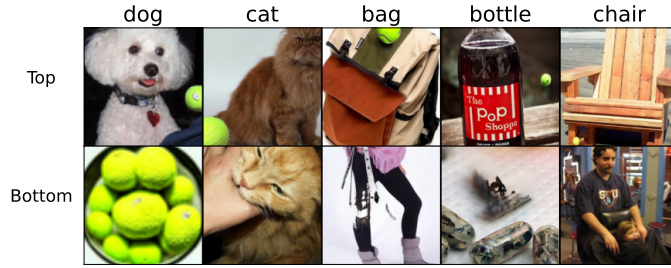 dog cat bag bottle chair
Top
The
PoP
Shoppe
Bottom